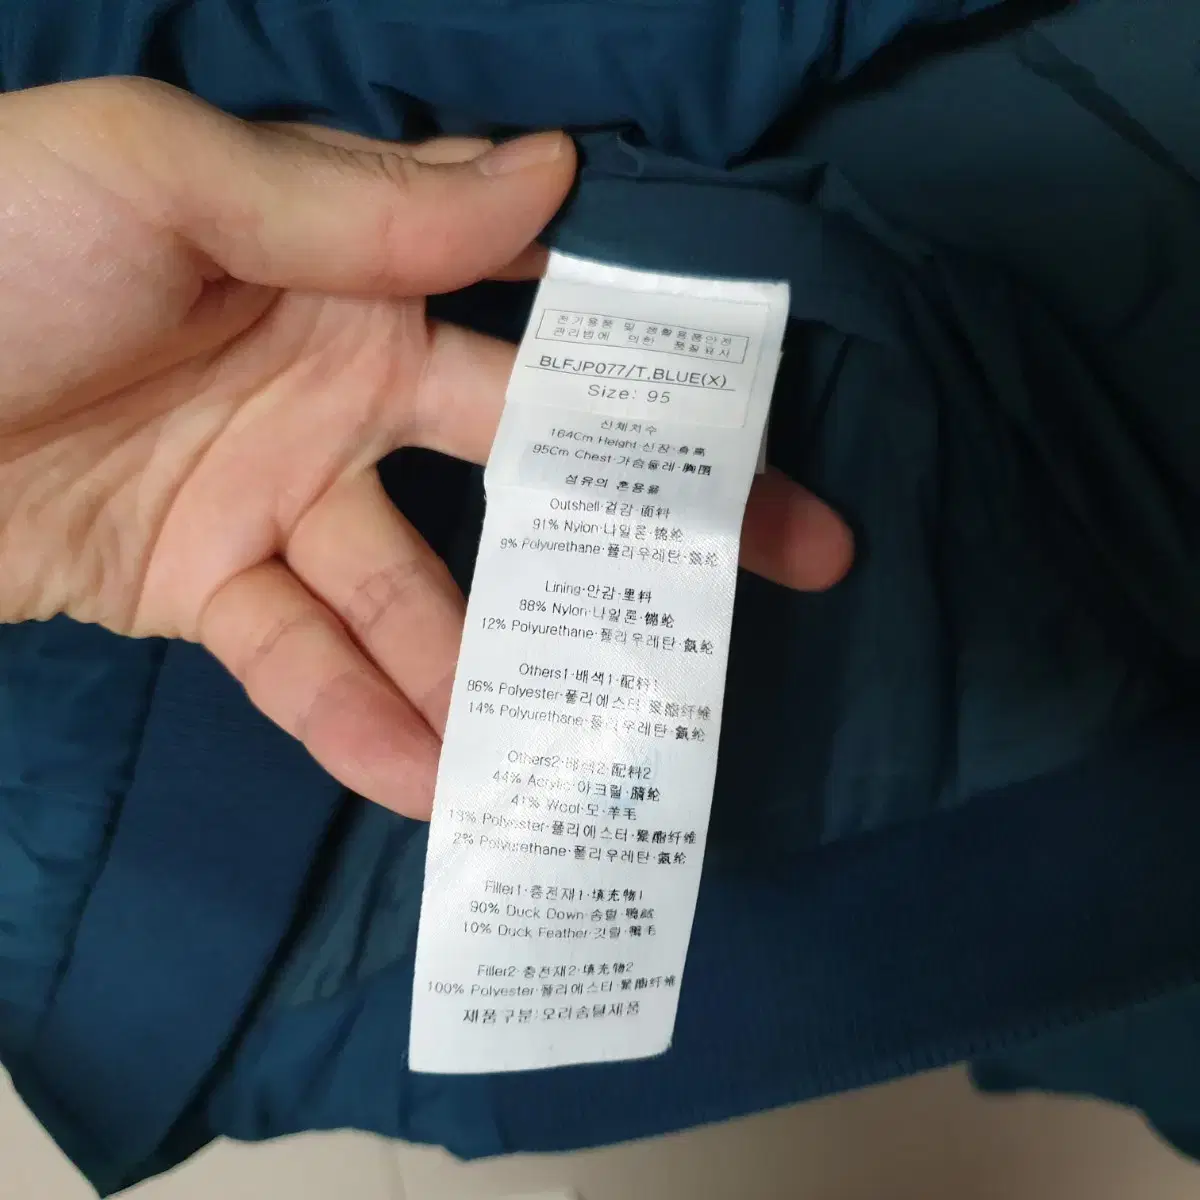 전기용품 및 생활용품안전
관리법에 의한 품질표시
BLFJP077/T.BLUE(X)
Size: 95
신체치수
164Cm Height·신장·身高
95Cm Chest·가슴둘레·胸围
섬유의 혼용율
Outshell·겉감·面料
91% Nylon·나일론·锦纶
9% Polyurethane·폴리우레탄·氨纶
Lining·안감·里料
88% Nylon·나일론·锦纶
12% Polyurethane·폴리우레탄·氨纶
Others1·배색1·配料1
86% Polyester·폴리에스터·聚酯纤维
14% Polyurethane·폴리우레탄·氨纶
Others2·배색2·配料2
44% Acrylic·아크릴·腈纶
41% Wool·모·羊毛
13% Polyester·폴리에스터·聚酯纤维
2% Polyurethane·폴리우레탄·氨纶
Filler1·충전재1·填充物1
90% Duck Down·솜털·鸭绒
10% Duck Feather·깃털·鸭毛
Filler2·충전재2·填充物2
100% Polyester·폴리에스터·聚酯纤维
제품구분:오리솜털제품